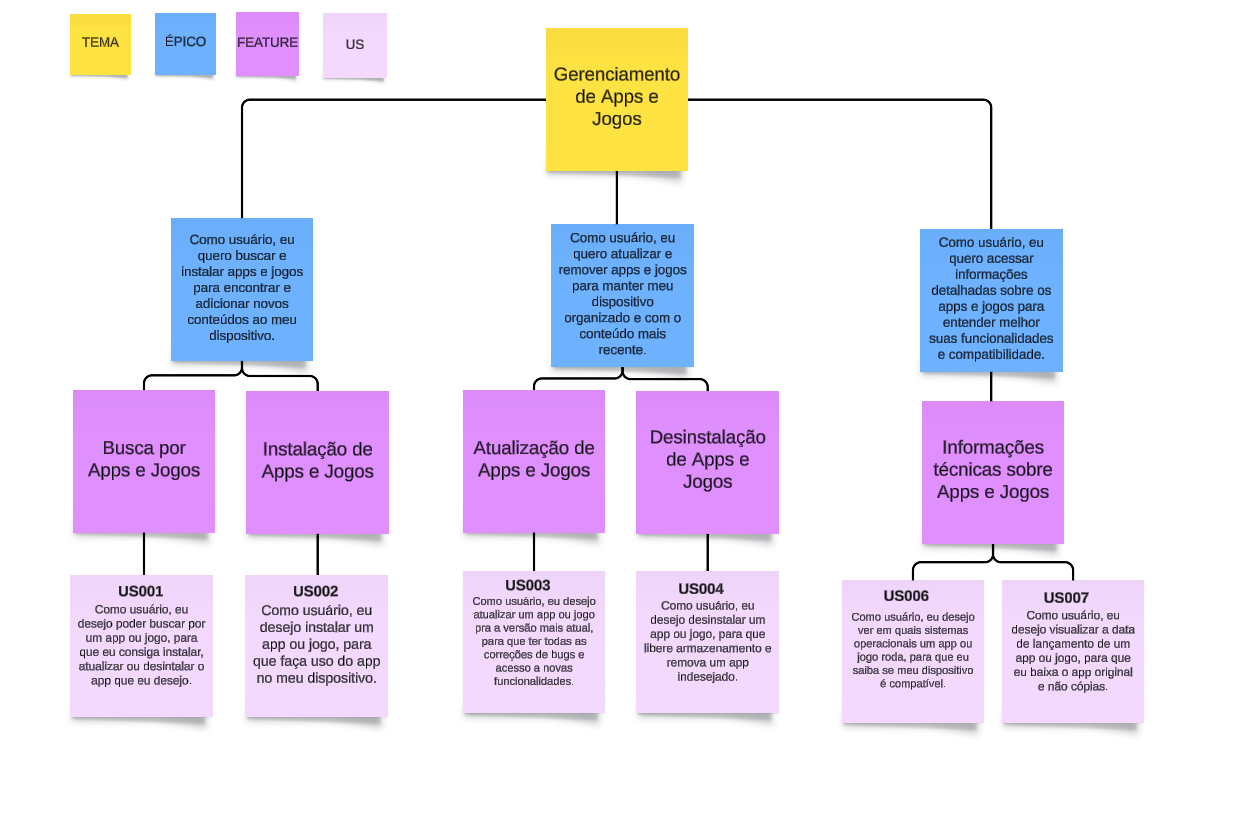 TEMA
ÉPICO
FEATURE
US
Gerenciamento
de Apps e
Jogos
Como usuário, eu
quero buscar e
instalar apps e jogos
para encontrar e
adicionar novos
conteúdos ao meu
dispositivo.
Como usuário, eu
quero atualizar e
remover apps e jogos
para manter meu
dispositivo
organizado e com o
conteúdo mais
recente.
Como usuário, eu
quero acessar
informações
detalhadas sobre os
apps e jogos para
entender melhor
suas funcionalidades
e compatibilidade.
Busca por
Apps e Jogos
Instalação de
Apps e Jogos
Atualização de
Apps e Jogos
Desinstalação
de Apps e
Jogos
Informações
técnicas sobre
Apps e Jogos
US001
Como usuário, eu
desejo poder buscar por
um app ou jogo, para
que eu consiga instalar,
atualizar ou desintalar o
app que eu desejo.
US002
Como usuário, eu
desejo instalar um
app ou jogo, para
que faça uso do app
no meu dispositivo.
US003
Como usuário, eu desejo
atualizar um app ou jogo
pra a versão mais atual,
para que ter todas as
correções de bugs e
acesso a novas
funcionalidades.
US004
Como usuário, eu
desejo desinstalar um
app ou jogo, para que
libere armazenamento e
remova um app
indesejado.
US006
Como usuário, eu desejo
ver em quais sistemas
operacionais um app ou
jogo roda, para que eu
saiba se meu dispositivo
é compatível.
US007
Como usuário, eu
desejo visualizar a data
de lançamento de um
app ou jogo, para que
eu baixa o app original
e não cópias.